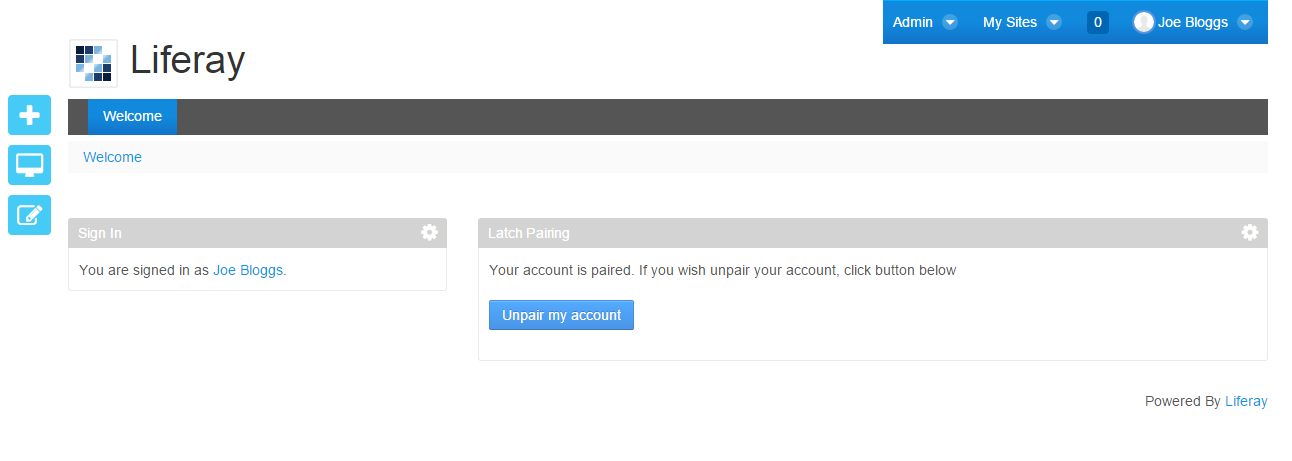 Admin My Sites 0 Joe Bloggs
Liferay
Welcome
Welcome
Sign In
You are signed in as Joe Bloggs.
Latch Pairing
Your account is paired. If you wish unpair your account, click button below
Unpair my account
Powered By Liferay